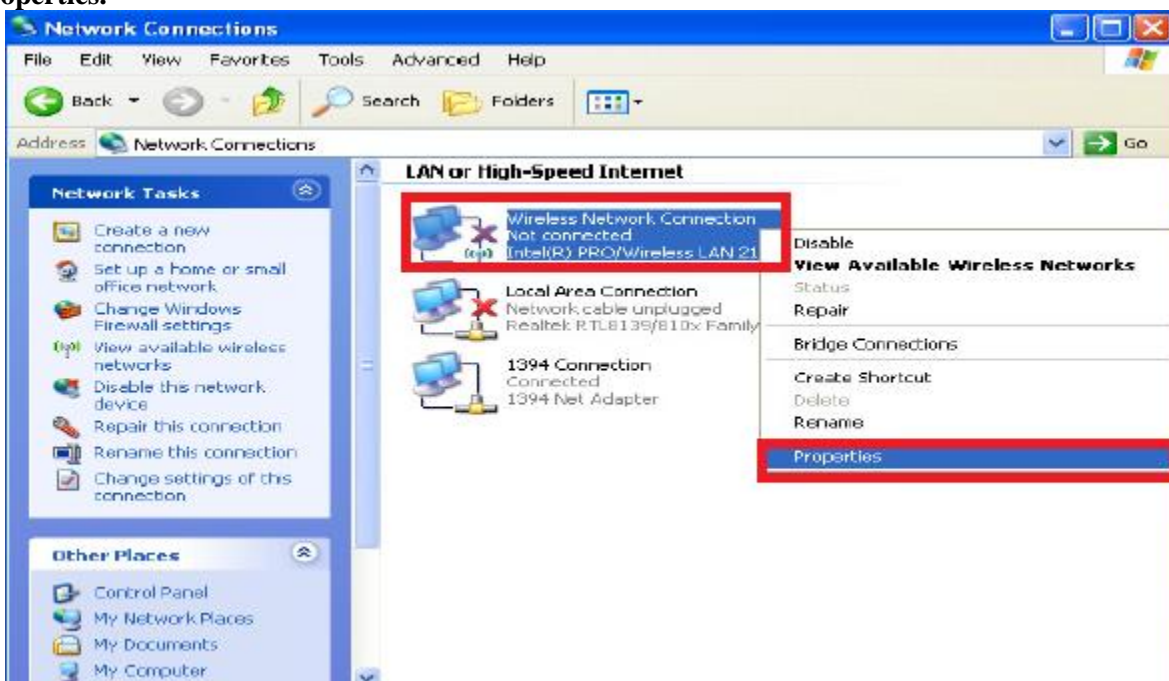 operties.
Network Connections
File Edit View Favorites Tools Advanced Help
Back Search Folders
Address Network Connections Go
Network Tasks
Create a new
connection
Set up a home or small
office network
Change Windows
Firewall settings
View available wireless
networks
Disable this network
device
Repair this connection
Rename this connection
Change settings of this
connection
Other Places
Control Panel
My Network Places
My Documents
My Computer
LAN or High-Speed Internet
Wireless Network Connection
Not connected
Intel(R) PRO/Wireless LAN 21
Local Area Connection
Network cable unplugged
Realtek RTL8139/810x Family
1394 Connection
Connected
1394 Net Adapter
Disable
View Available Wireless Networks
Status
Repair
Bridge Connections
Create Shortcut
Delete
Rename
Properties